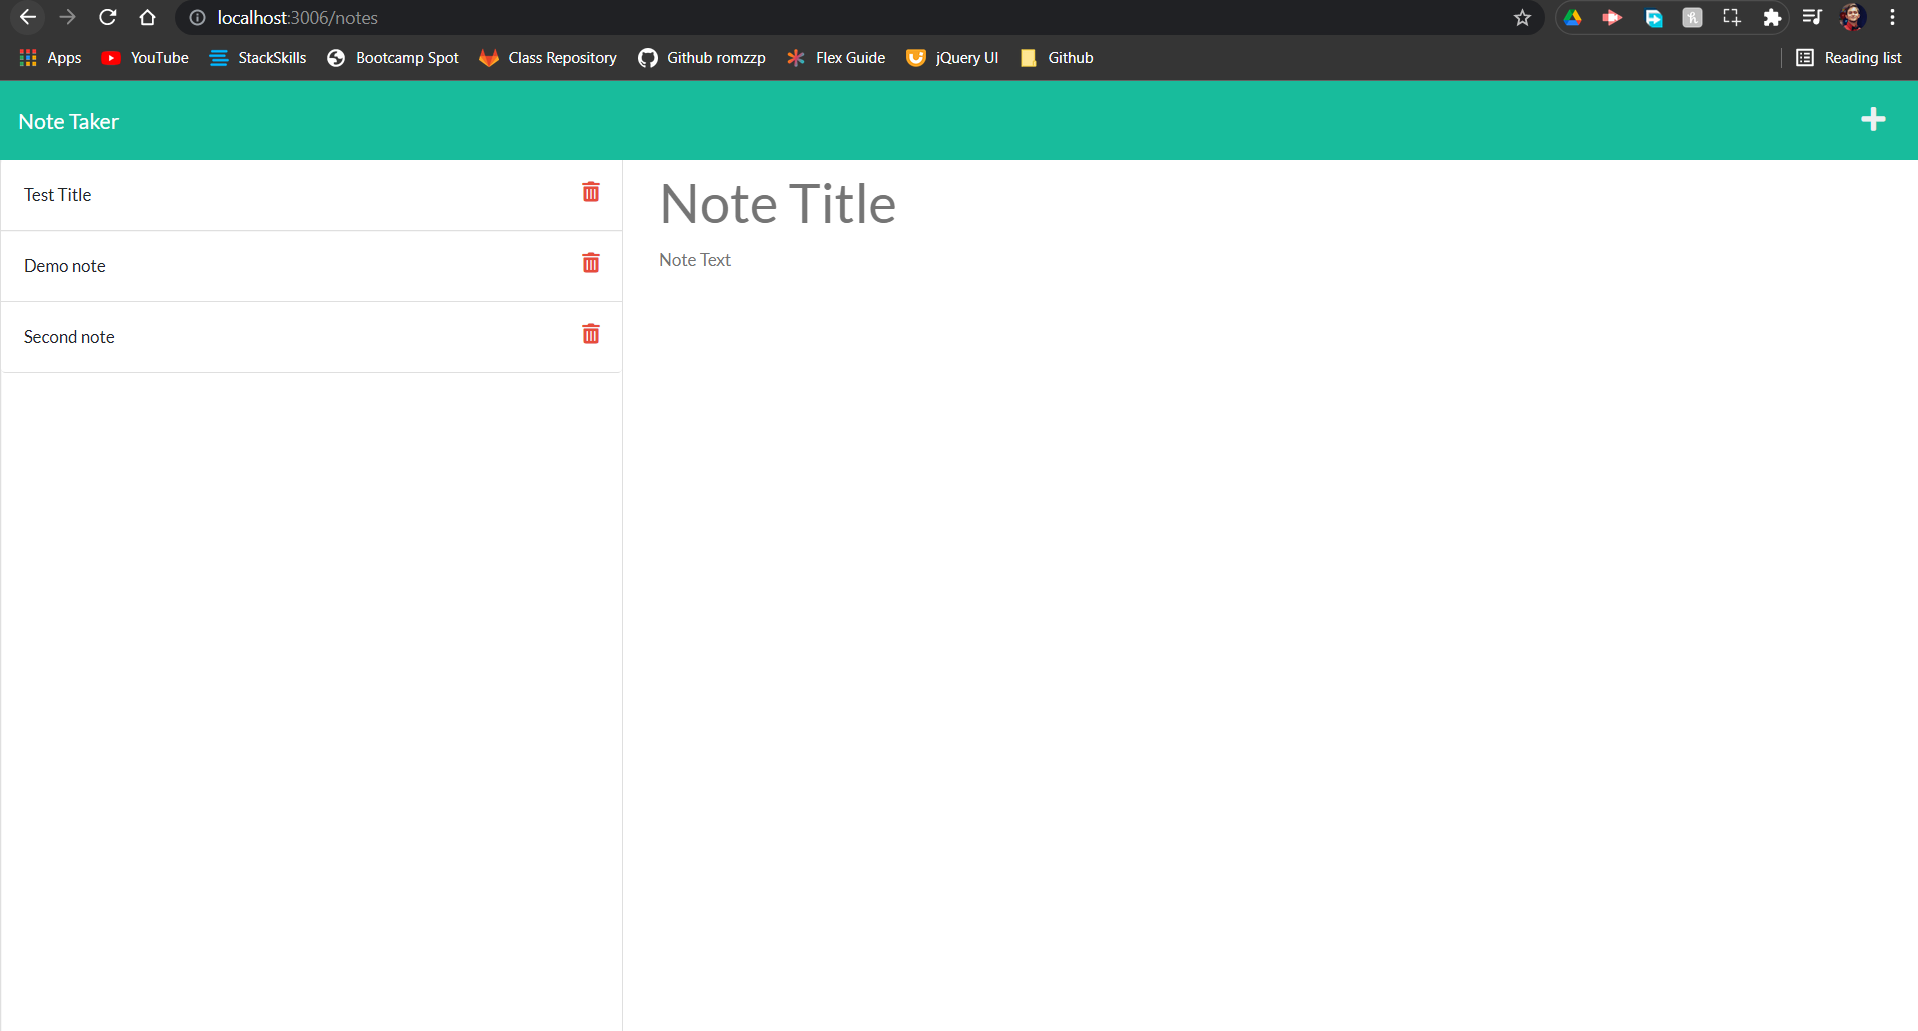 localhost:3006/notes
Apps YouTube StackSkills Bootcamp Spot Class Repository Github romzzp Flex Guide jQuery UI Github Reading list
Note Taker
Test Title
Demo note
Second note
Note Title
Note Text